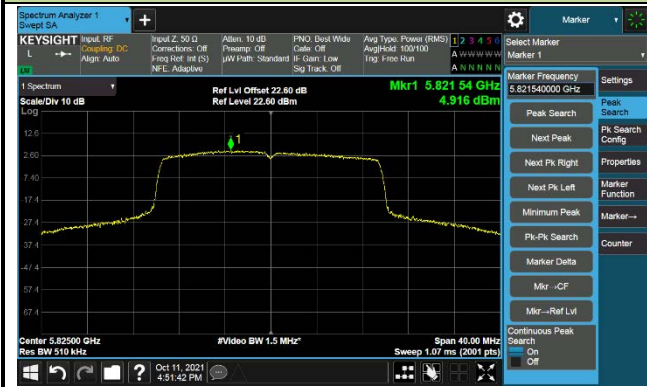 Spectrum Analyzer 1
Swept SA
+
Marker
KEYSIGHT
L
Input: RF
Coupling: DC
Align: Auto
Input Z: 50 Ω
Corrections: Off
Freq Ref: Int (S)
NFE: Adaptive
Atten: 10 dB
Preamp: Off
µW Path: Standard
PNO: Best Wide
Gate: Off
IF Gain: Low
Sig Track: Off
Avg Type: Power (RMS)
Avg|Hold: 100/100
Trig: Free Run
1 2 3 4 5 6
A W W W W W
A N N N N N
Select Marker
Marker 1
1 Spectrum
Scale/Div 10 dB
Log
Ref Lvl Offset 22.60 dB
Ref Level 22.60 dBm
Mkr1 5.821 54 GHz
4.916 dBm
12.6
2.60
-7.40
-17.4
-27.4
-37.4
-47.4
-57.4
-67.4
1
Center 5.82500 GHz
Res BW 510 kHz
#Video BW 1.5 MHz*
Span 40.00 MHz
Sweep 1.07 ms (2001 pts)
Marker Frequency
5.821540000 GHz
Peak Search
Next Peak
Next Pk Right
Next Pk Left
Minimum Peak
Pk-Pk Search
Marker Delta
Mkr→CF
Mkr→Ref Lvl
Continuous Peak
Search
On
Off
Settings
Peak
Search
Pk Search
Config
Properties
Marker
Function
Marker→
Counter
?
Oct 11, 2021
4:51:42 PM